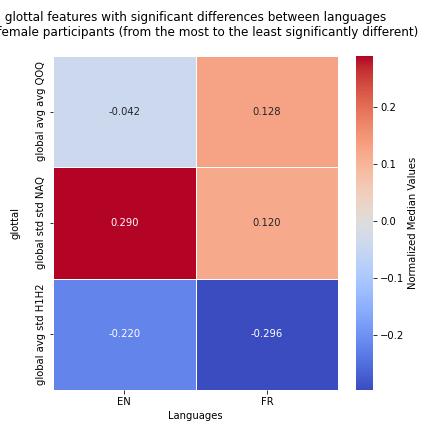 glottal features with significant differences between languages
female participants (from the most to the least significantly different)
glottal
global avg avg QOQ
-0.042
0.128
global std std NAQ
0.290
0.120
global avg std H1H2
-0.220
-0.296
EN
FR
Languages
0.2
0.1
0.0
−0.1
−0.2
Normalized Median Values